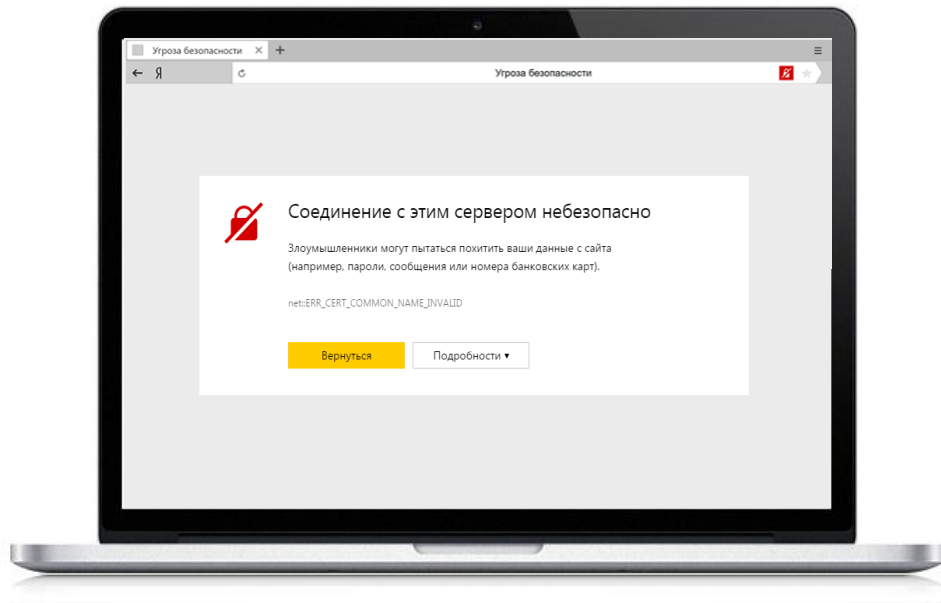 Угроза безопасности
Я
Угроза безопасности
Соединение с этим сервером небезопасно
Злоумышленники могут пытаться похитить ваши данные с сайта
(например, пароли, сообщения или номера банковских карт).
net::ERR_CERT_COMMON_NAME_INVALID
Вернуться
Подробности